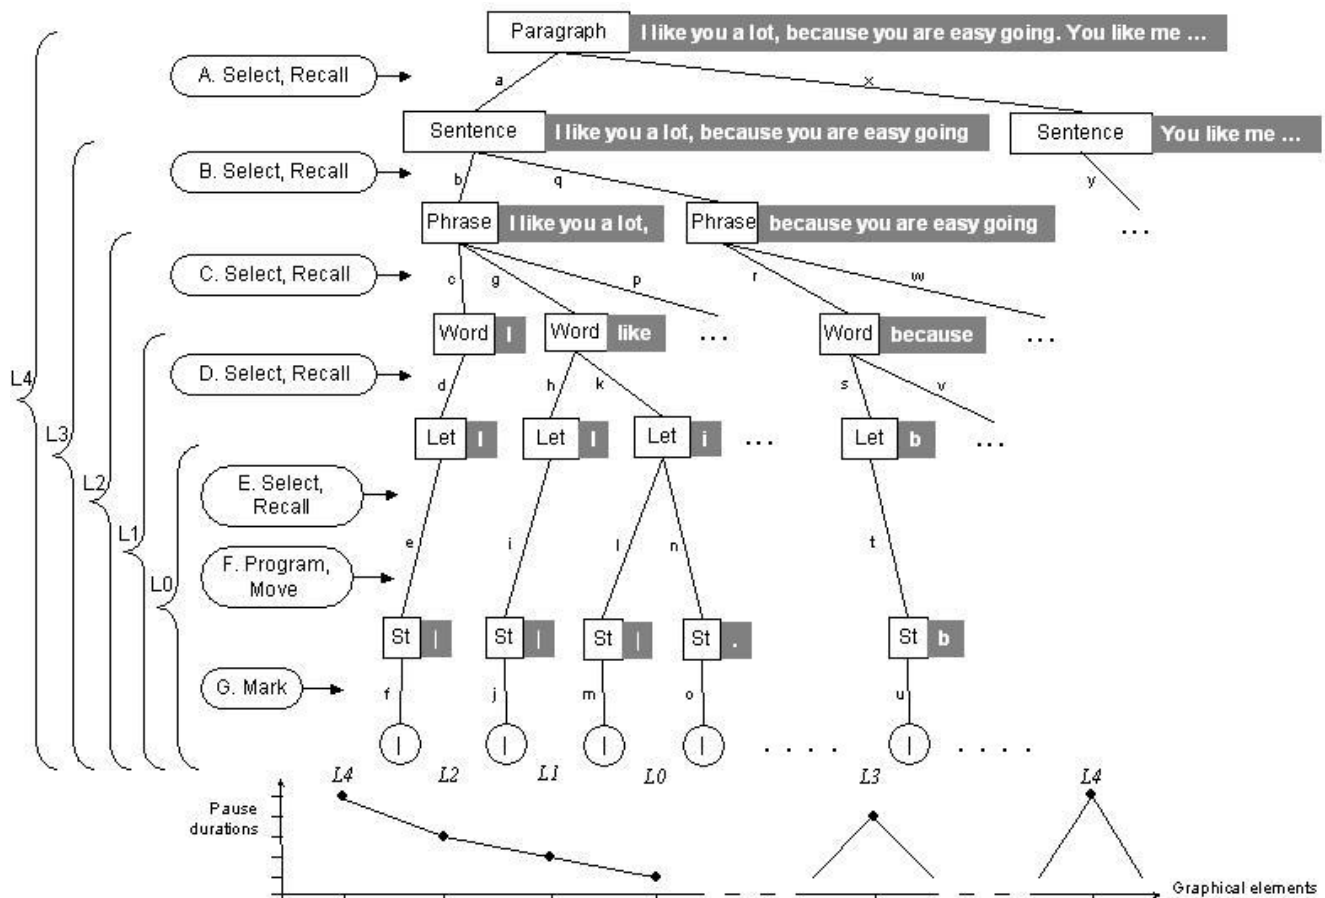 Paragraph I like you a lot, because you are easy going. You like me ...
A. Select, Recall
a x
Sentence I like you a lot, because you are easy going Sentence You like me ...
B. Select, Recall
b q y
Phrase I like you a lot, Phrase because you are easy going ...
C. Select, Recall
c g p r w
Word I Word like ... Word because ...
D. Select, Recall
d h k s v
L4
Let I Let l Let i ... Let b ...
L3
E. Select,
Recall
L2
L1
e i l n t
F. Program,
Move
L0
St | St | St | St . St b
G. Mark
f j m o u
| | | | . . . . | . . . .
L4 L2 L1 L0 L3 L4
Pause
durations
Graphical elements